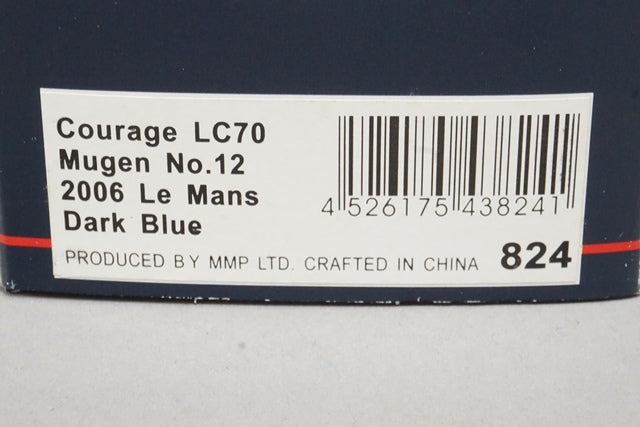 Courage LC70
Mugen No.12
2006 Le Mans
Dark Blue
4 526175 438241
PRODUCED BY MMP LTD. CRAFTED IN CHINA 824